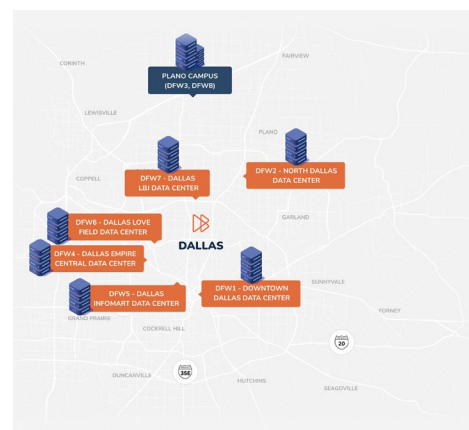 FAIRVIEW
CORINTH
PLANO CAMPUS
(DFW3, DFW8)
LEWISVILLE
PLANO
DFW7 - DALLAS
LBJ DATA CENTER
DFW2 - NORTH DALLAS
DATA CENTER
COPPELL
DFW6 - DALLAS LOVE
FIELD DATA CENTER
GARLAND
DALLAS
DFW4 - DALLAS EMPIRE
CENTRAL DATA CENTER
SUNNYVALE
DFW5 - DALLAS
INFOMART DATA CENTER
DFW1 - DOWNTOWN
DALLAS DATA CENTER
FORNEY
GRAND PRAIRIE
COCKRELL HILL
20
DUNCANVILLE
35E
HUTCHINS
SEAGOVILLE